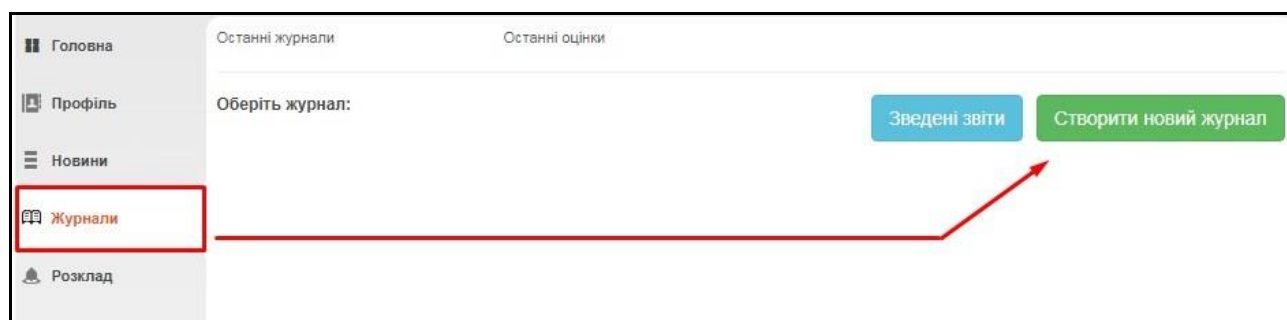 Головна
Профіль
Новини
Журнали
Розклад
Останні журнали
Останні оцінки
Оберіть журнал:
Зведені звіти
Створити новий журнал